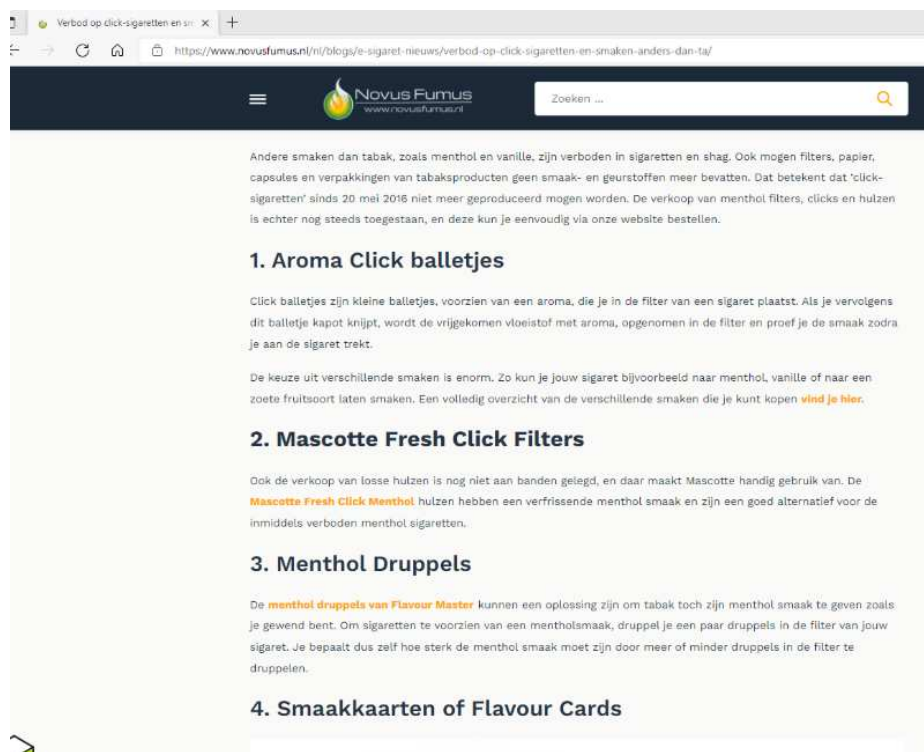 Verbod op click-sigaretten en sm
https://www.novusfumus.nl/nl/blogs/e-sigaret-nieuws/verbod-op-click-sigaretten-en-smaken-anders-dan-ta/
Novus Fumus
www.novusfumus.nl
Zoeken ...
Andere smaken dan tabak, zoals menthol en vanille, zijn verboden in sigaretten en shag. Ook mogen filters, papier,
capsules en verpakkingen van tabaksproducten geen smaak- en geurstoffen meer bevatten. Dat betekent dat 'click-
sigaretten' sinds 20 mei 2016 niet meer geproduceerd mogen worden. De verkoop van menthol filters, clicks en hulzen
is echter nog steeds toegestaan, en deze kun je eenvoudig via onze website bestellen.
1. Aroma Click balletjes
Click balletjes zijn kleine balletjes, voorzien van een aroma, die je in de filter van een sigaret plaatst. Als je vervolgens
dit balletje kapot knijpt, wordt de vrijgekomen vloeistof met aroma, opgenomen in de filter en proef je de smaak zodra
je aan de sigaret trekt.
De keuze uit verschillende smaken is enorm. Zo kun je jouw sigaret bijvoorbeeld naar menthol, vanille of naar een
zoete fruitsoort laten smaken. Een volledig overzicht van de verschillende smaken die je kunt kopen vind je hier.
2. Mascotte Fresh Click Filters
Ook de verkoop van losse hulzen is nog niet aan banden gelegd, en daar maakt Mascotte handig gebruik van. De
Mascotte Fresh Click Menthol hulzen hebben een verfrissende menthol smaak en zijn een goed alternatief voor de
inmiddels verboden menthol sigaretten.
3. Menthol Druppels
De menthol druppels van Flavour Master kunnen een oplossing zijn om tabak toch zijn menthol smaak te geven zoals
je gewend bent. Om sigaretten te voorzien van een mentholsmaak, druppel je een paar druppels in de filter van jouw
sigaret. Je bepaalt dus zelf hoe sterk de menthol smaak moet zijn door meer of minder druppels in de filter te
druppelen.
4. Smaakkaarten of Flavour Cards